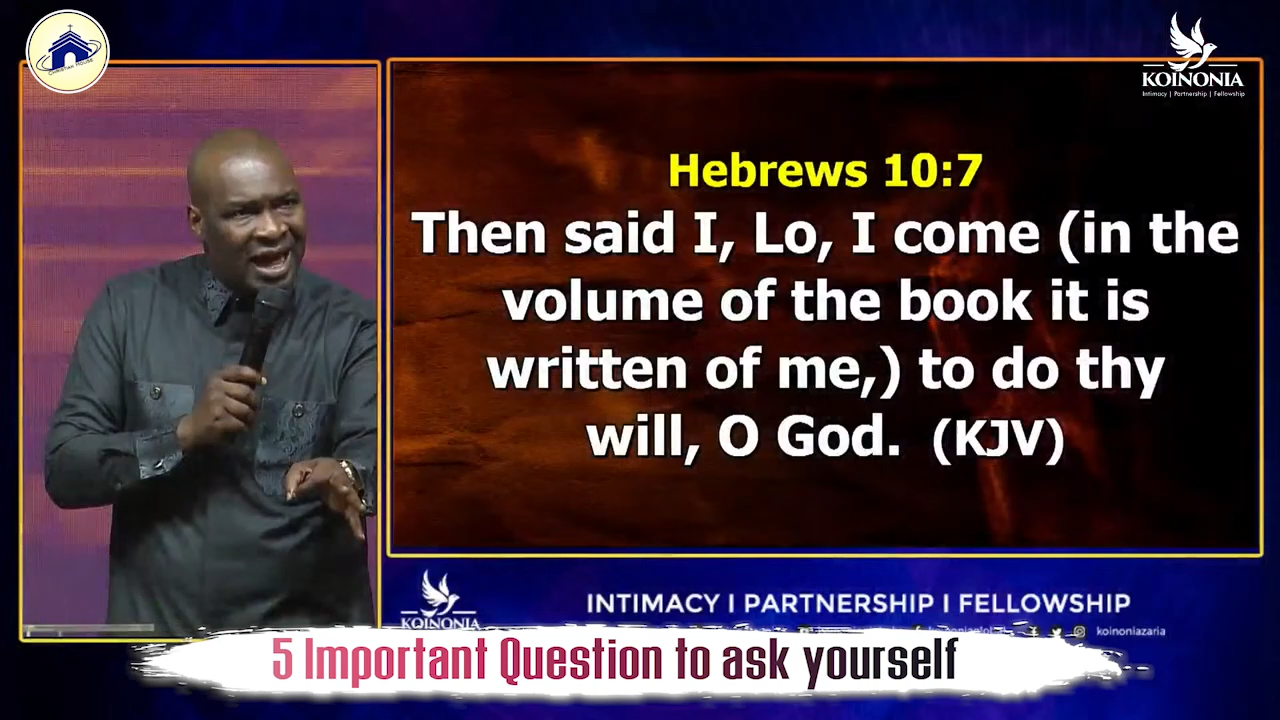 CHRISTIAN HOUSE
KOINONIA
Intimacy | Partnership | Fellowship
Hebrews 10:7
Then said I, Lo, I come (in the
volume of the book it is
written of me,) to do thy
will, O God. (KJV)
KOINONIA
INTIMACY I PARTNERSHIP I FELLOWSHIP
koinoniazaria
5 Important Question to ask yourself